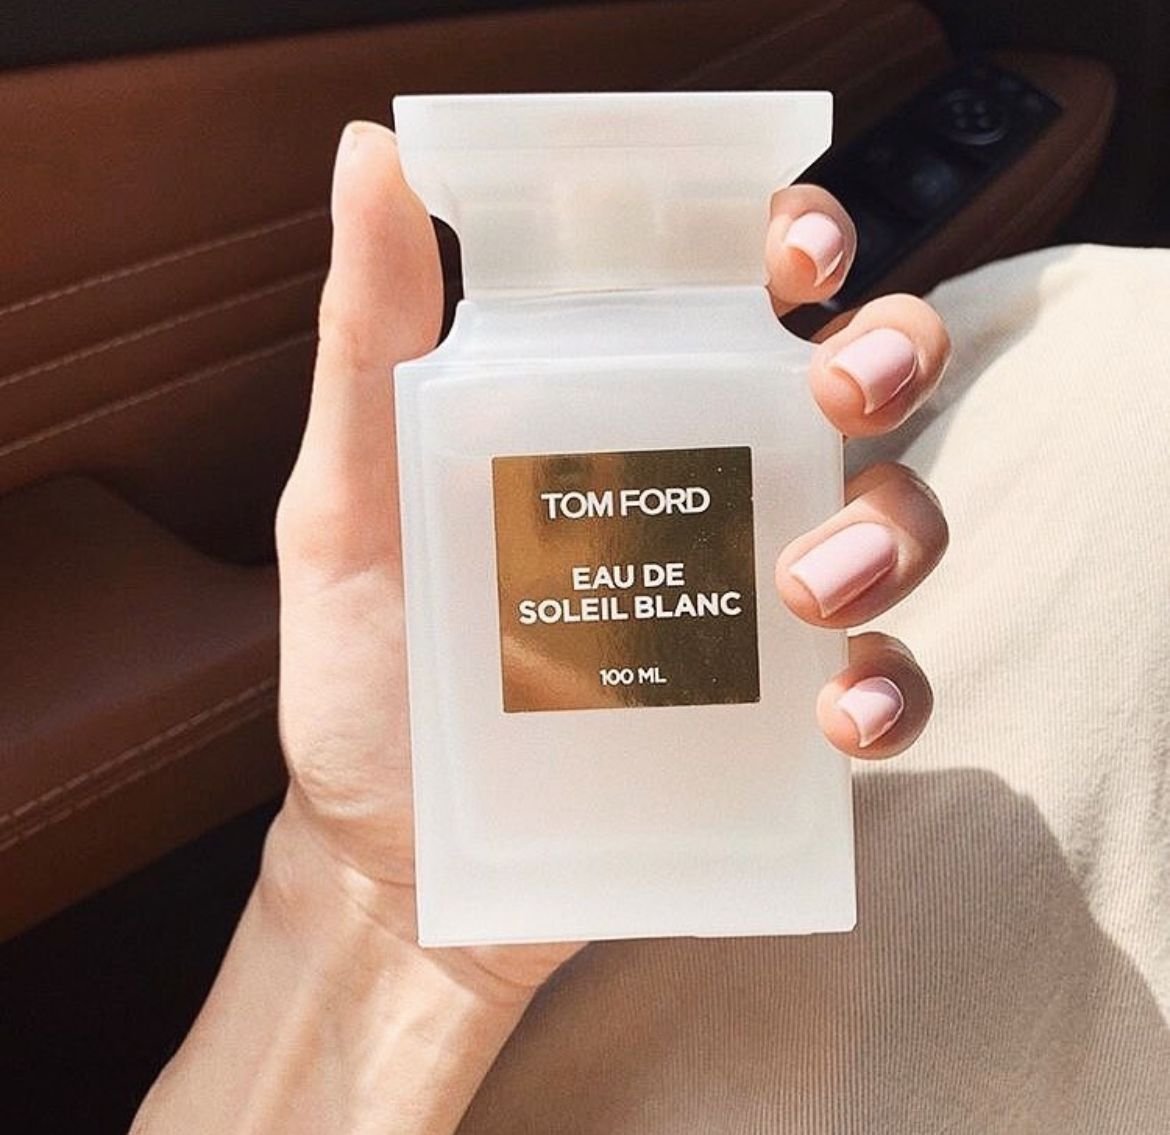 TOM FORD
EAU DE
SOLEIL BLANC
100 ML